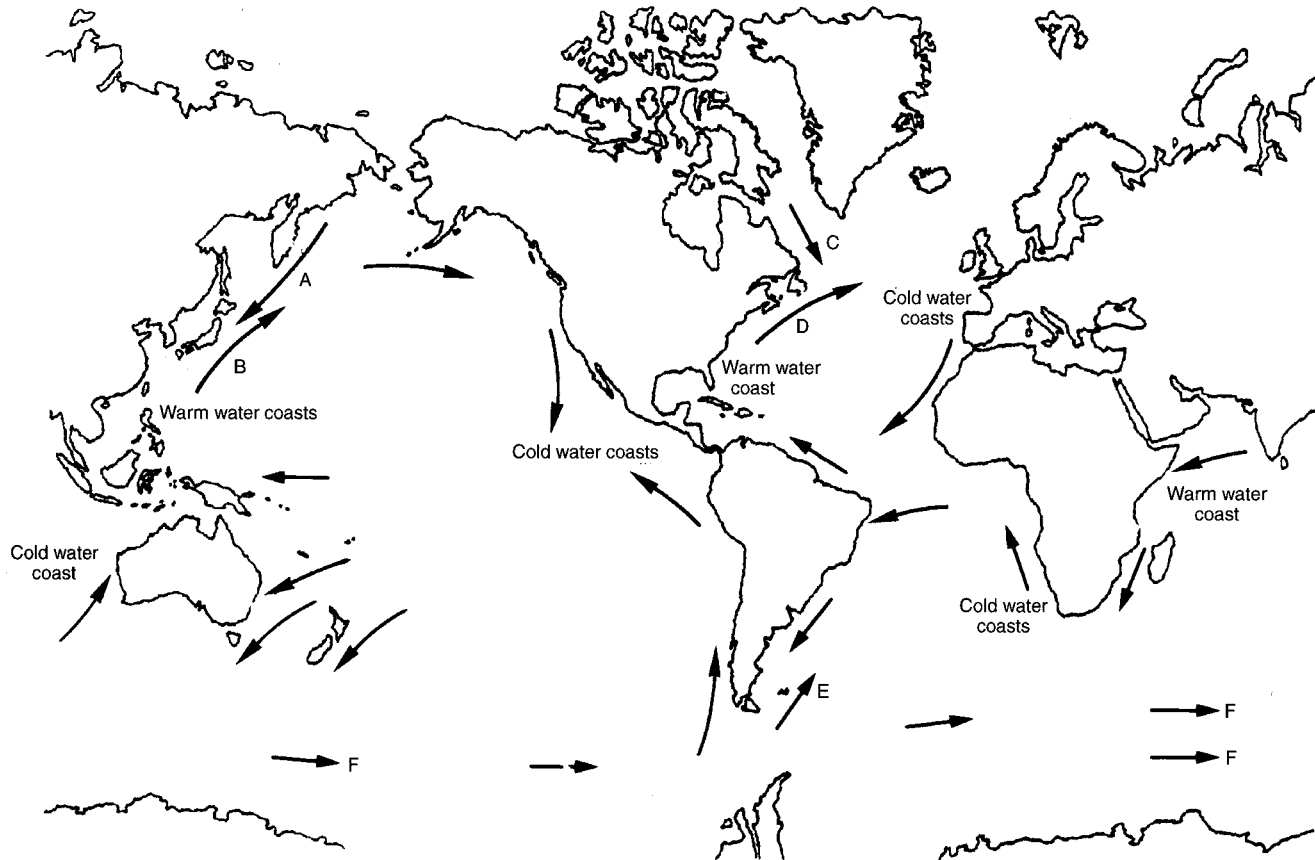 C
A
Cold water
coasts
D
B
Warm water
coast
Warm water coasts
Cold water coasts
Warm water
coast
Cold water
coast
Cold water
coasts
E
F
F
F